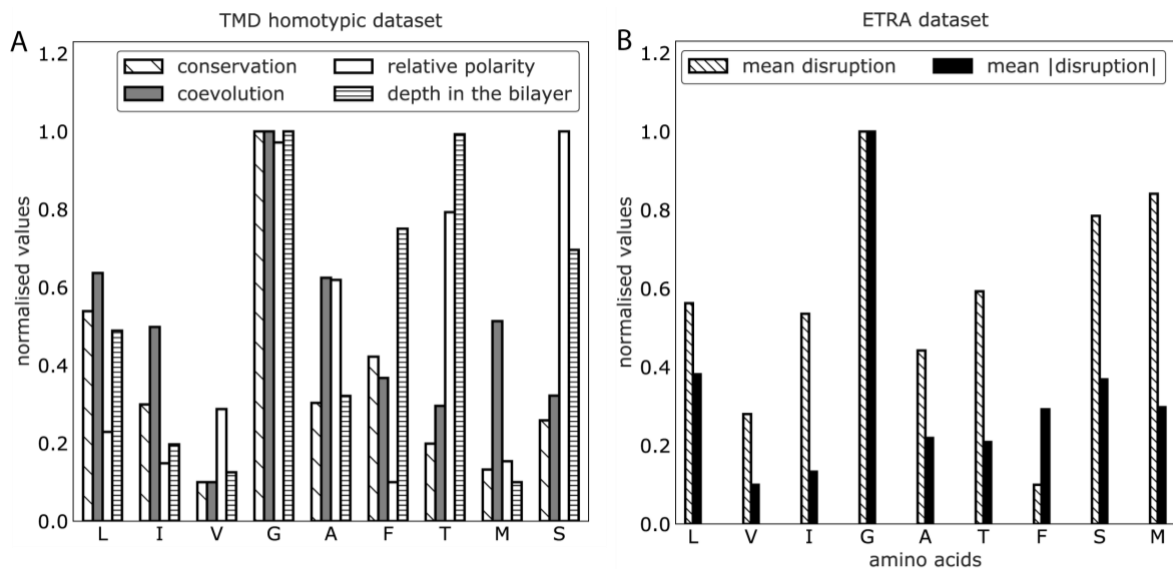 TMD homotypic dataset
A
conservation
relative polarity
coevolution
depth in the bilayer
normalised values
1.2
1.0
0.8
0.6
0.4
0.2
0.0
L I V G A F T M S
ETRA dataset
B
mean disruption
mean |disruption|
normalised values
1.2
1.0
0.8
0.6
0.4
0.2
0.0
L V I G A T F S M
amino acids